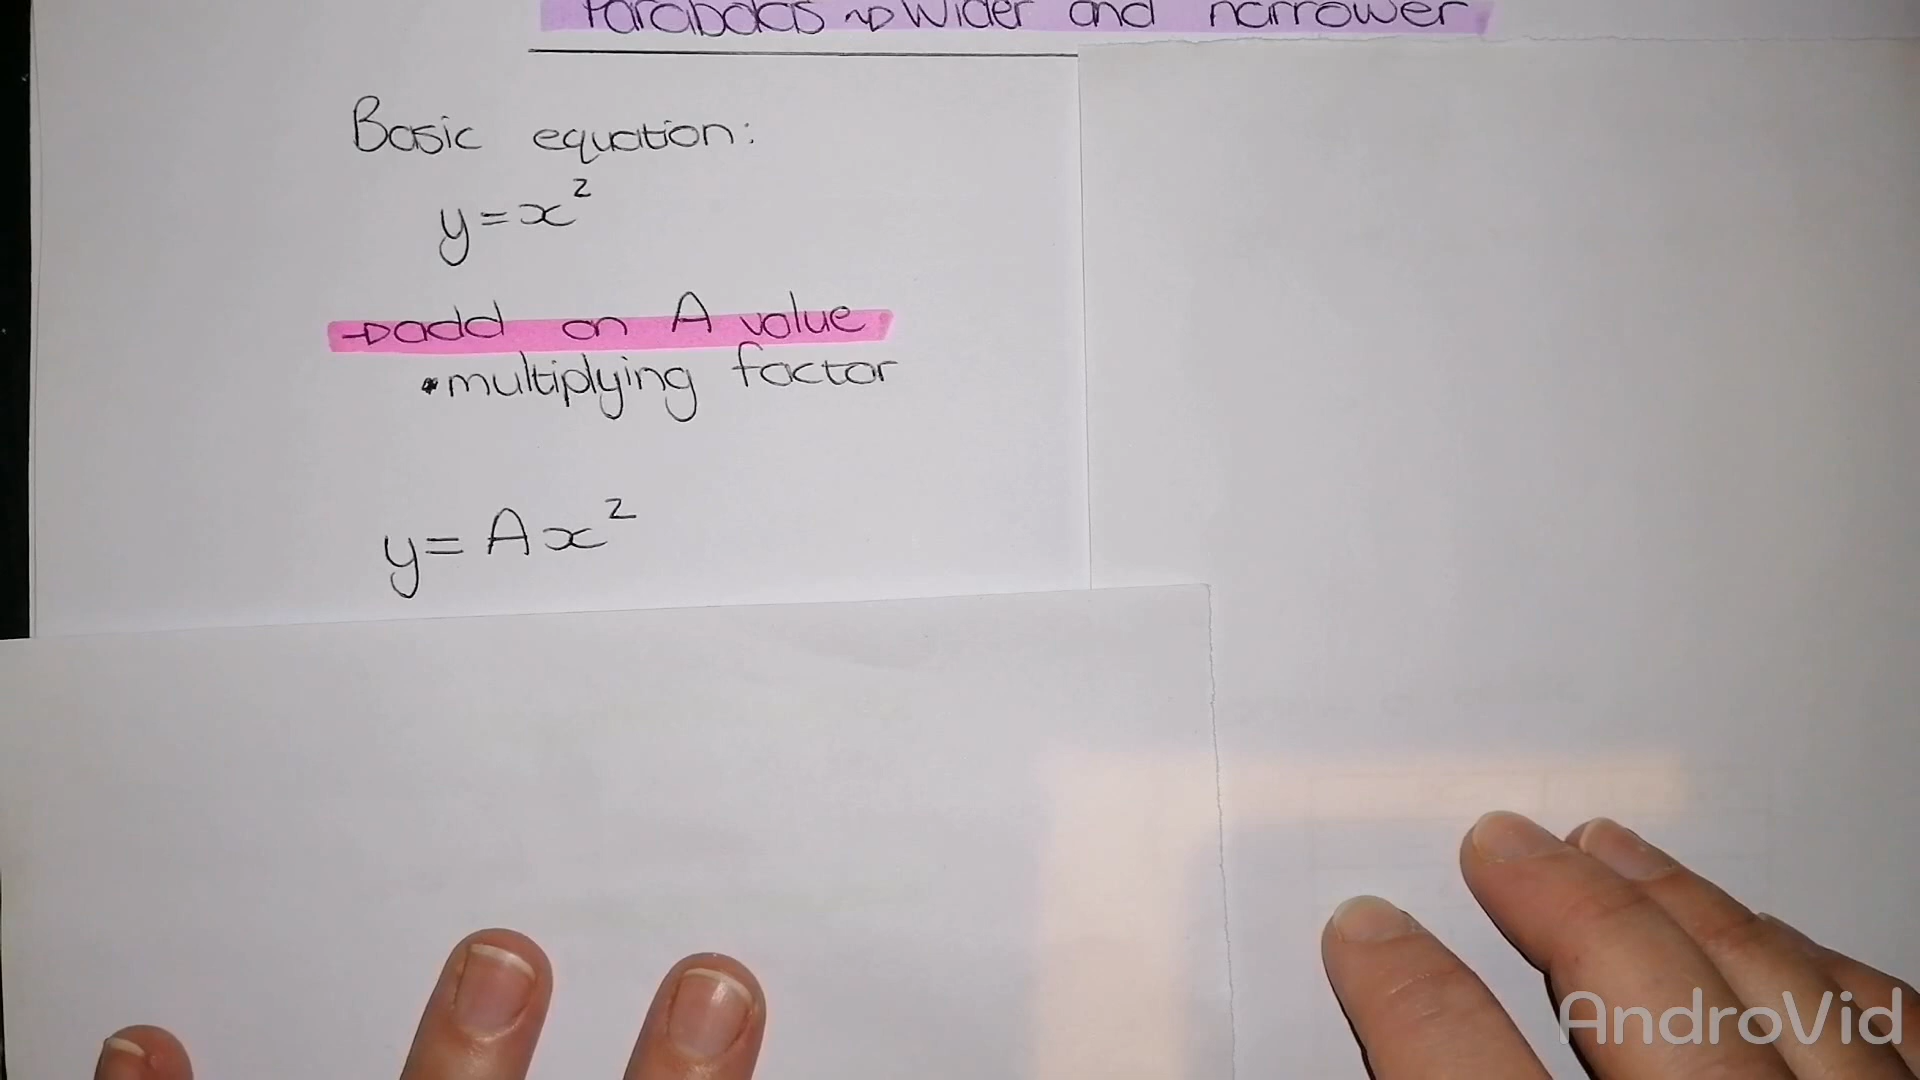 Parabolas → Wider and narrower
Basic equation:
y = x²
→ add on A value
• multiplying factor
y = Ax²
AndroVid